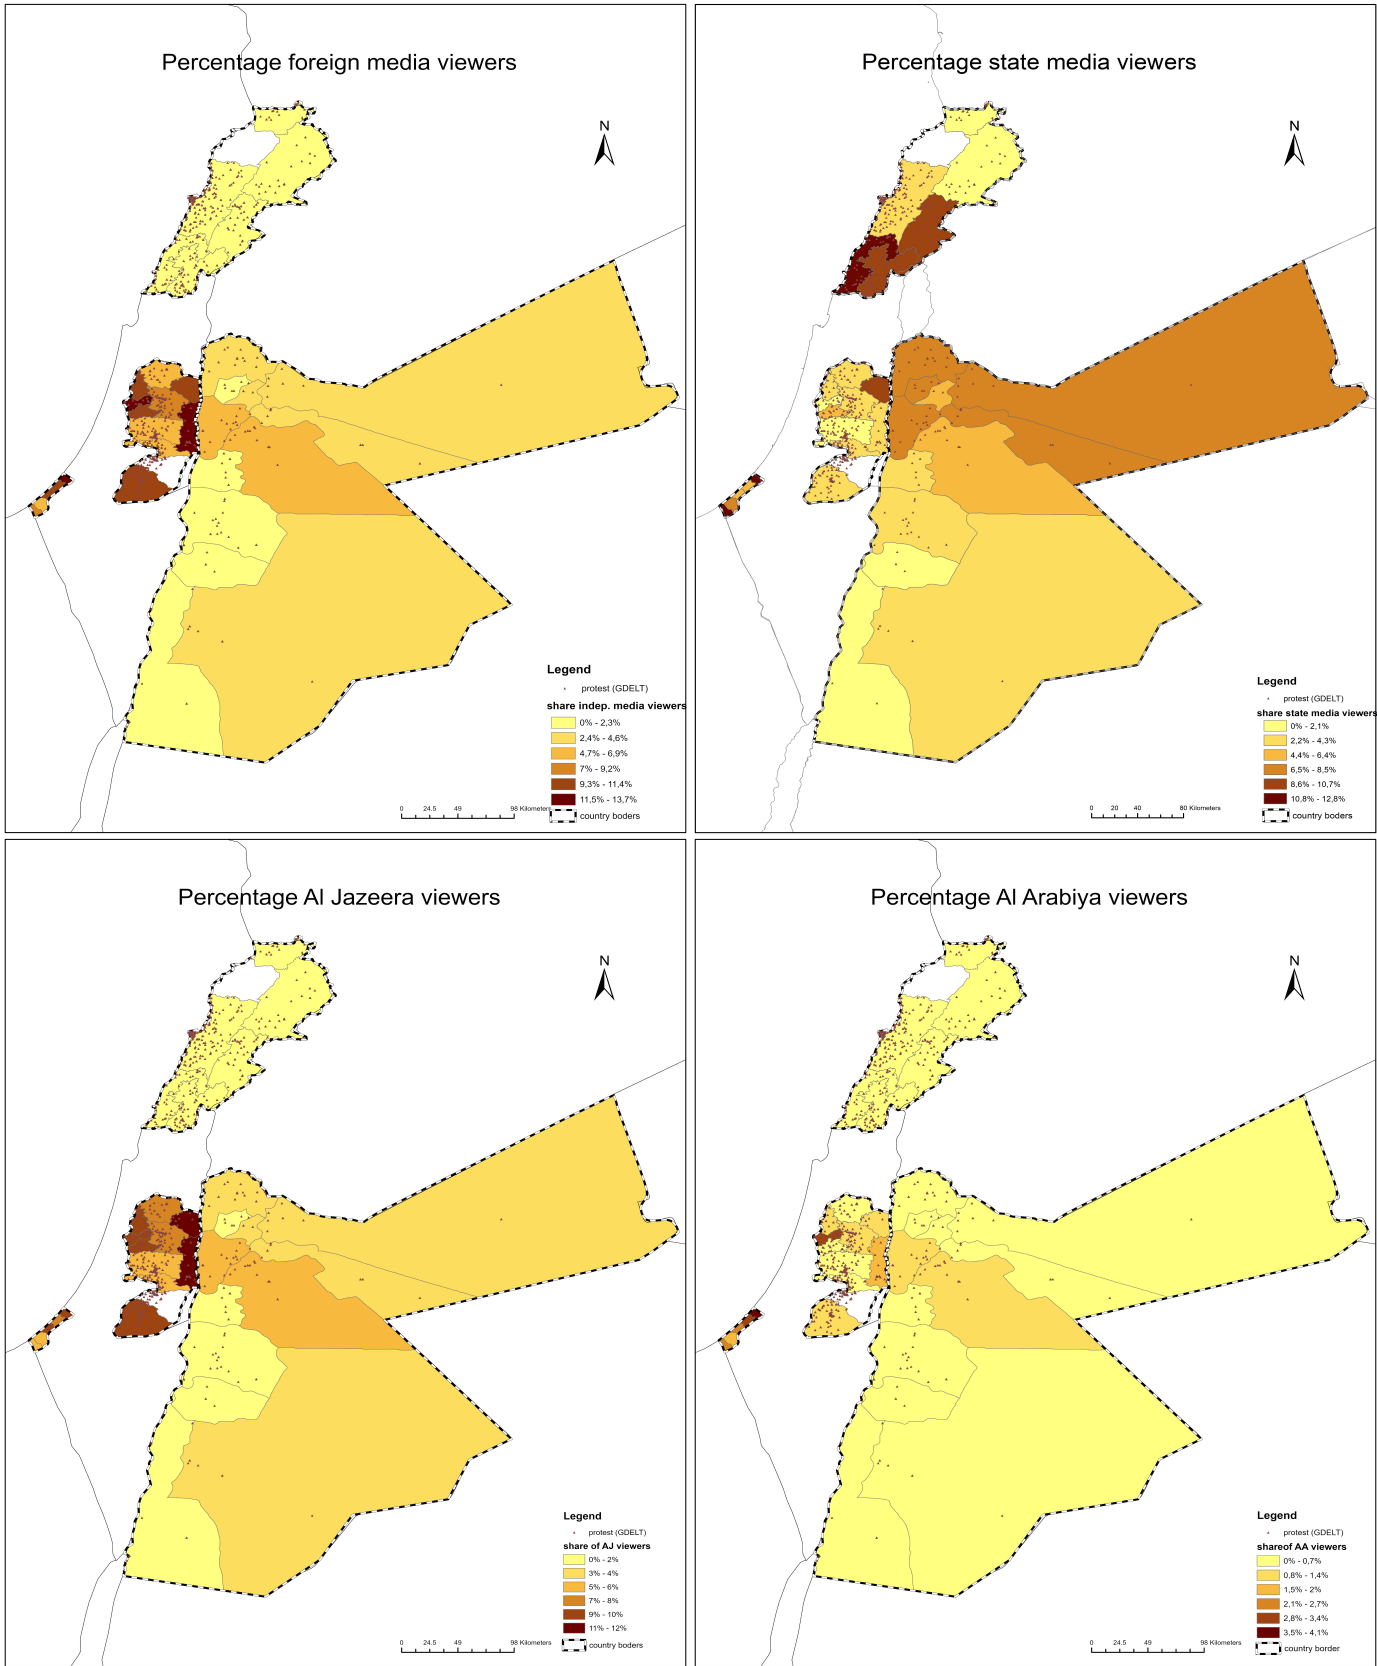 Percentage foreign media viewers
N
Legend
protest (GDELT)
share indep. media viewers
0% - 2,3%
2,4% - 4,6%
4,7% - 6,9%
7% - 9,2%
9,3% - 11,4%
11,5% - 13,7%
country boders
0 24.5 49 98 Kilometers
Percentage state media viewers
N
Legend
protest (GDELT)
share state media viewers
0% - 2,1%
2,2% - 4,3%
4,4% - 6,4%
6,5% - 8,5%
8,6% - 10,7%
10,8% - 12,8%
country boders
0 20 40 80 Kilometers
Percentage Al Jazeera viewers
N
Legend
protest (GDELT)
share of AJ viewers
0% - 2%
3% - 4%
5% - 6%
7% - 8%
9% - 10%
11% - 12%
country boders
0 24.5 49 98 Kilometers
Percentage Al Arabiya viewers
N
Legend
protest (GDELT)
shareof AA viewers
0% - 0,7%
0,8% - 1,4%
1,5% - 2%
2,1% - 2,7%
2,8% - 3,4%
3,5% - 4,1%
country border
0 24.5 49 98 Kilometers